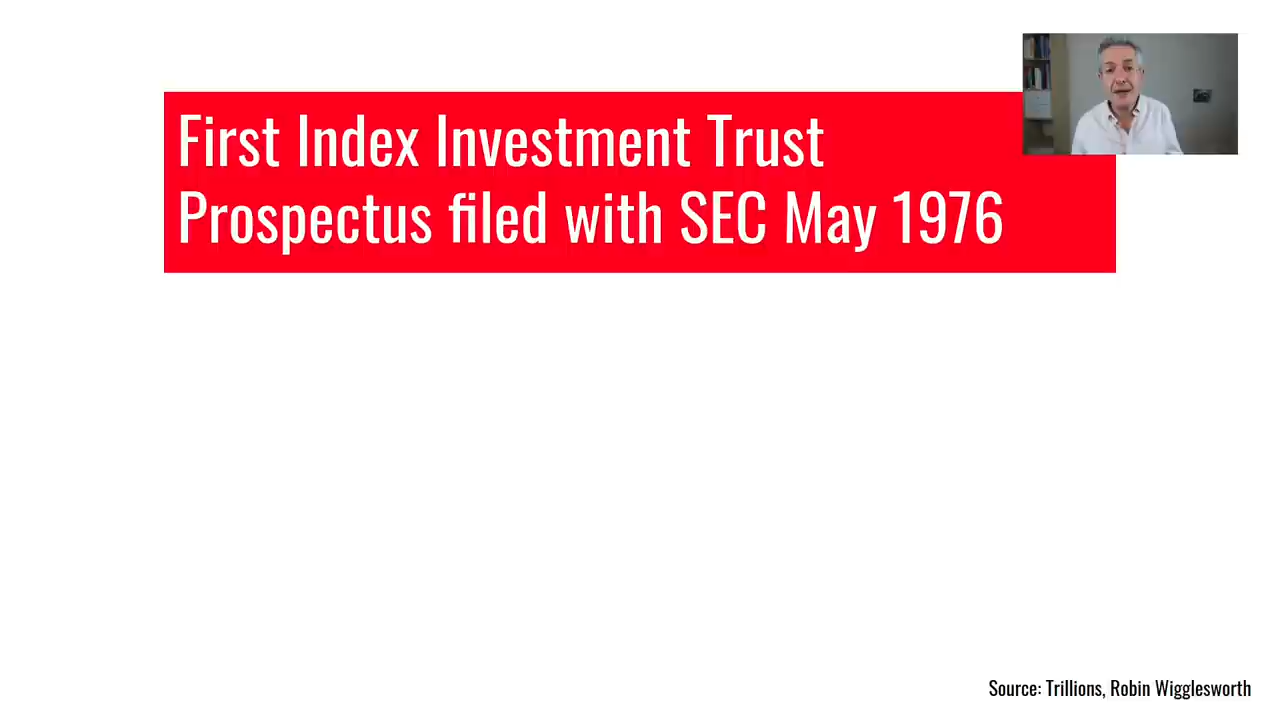 First Index Investment Trust
Prospectus filed with SEC May 1976
Source: Trillions, Robin Wigglesworth